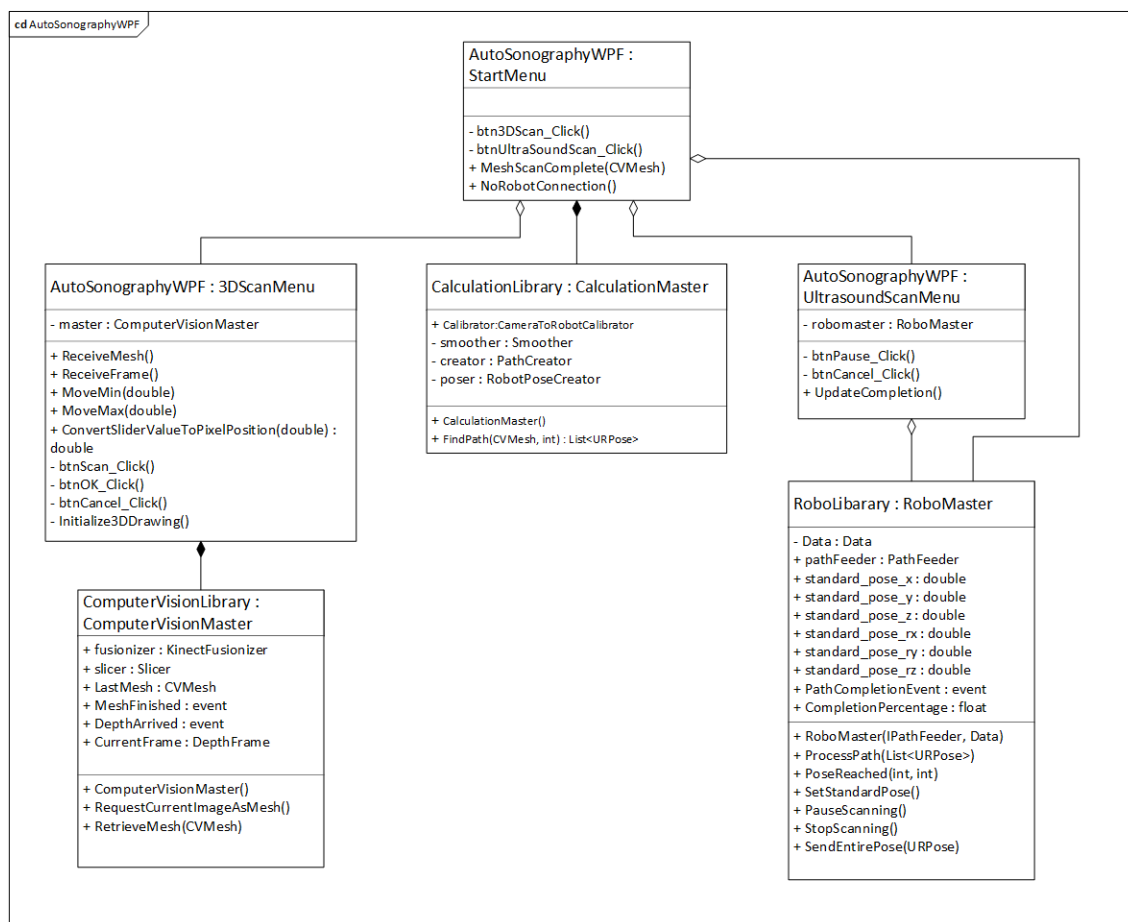 cd AutoSonographyWPF
AutoSonographyWPF :
StartMenu
- btn3DScan_Click()
- btnUltraSoundScan_Click()
+ MeshScanComplete(CVMesh)
+ NoRobotConnection()
AutoSonographyWPF : 3DScanMenu
- master : ComputerVisionMaster
+ ReceiveMesh()
+ ReceiveFrame()
+ MoveMin(double)
+ MoveMax(double)
+ ConvertSliderValueToPixelPosition(double) :
double
- btnScan_Click()
- btnOK_Click()
- btnCancel_Click()
- Initialize3DDrawing()
CalculationLibrary : CalculationMaster
+ Calibrator:CameraToRobotCalibrator
- smoother : Smoother
- creator : PathCreator
- poser : RobotPoseCreator
+ CalculationMaster()
+ FindPath(CVMesh, int) : List<URPose>
AutoSonographyWPF :
UltrasoundScanMenu
- robomaster : RoboMaster
- btnPause_Click()
- btnCancel_Click()
+ UpdateCompletion()
ComputerVisionLibrary :
ComputerVisionMaster
+ fusionizer : KinectFusionizer
+ slicer : Slicer
+ LastMesh : CVMesh
+ MeshFinished : event
+ DepthArrived : event
+ CurrentFrame : DepthFrame
+ ComputerVisionMaster()
+ RequestCurrentImageAsMesh()
+ RetrieveMesh(CVMesh)
RoboLibarary : RoboMaster
- Data : Data
+ pathFeeder : PathFeeder
+ standard_pose_x : double
+ standard_pose_y : double
+ standard_pose_z : double
+ standard_pose_rx : double
+ standard_pose_ry : double
+ standard_pose_rz : double
+ PathCompletionEvent : event
+ CompletionPercentage : float
+ RoboMaster(IPathFeeder, Data)
+ ProcessPath(List<URPose>)
+ PoseReached(int, int)
+ SetStandardPose()
+ PauseScanning()
+ StopScanning()
+ SendEntirePose(URPose)